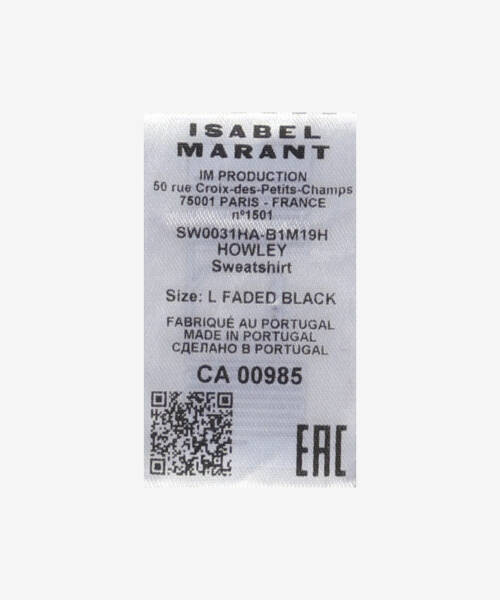 ISABEL
MARANT
IM PRODUCTION
50 rue Croix-des-Petits-Champs
75001 PARIS - FRANCE
n°1501
SW0031HA-B1M19H
HOWLEY
Sweatshirt
Size: L FADED BLACK
FABRIQUÉ AU PORTUGAL
MADE IN PORTUGAL
СДЕЛАНО В PORTUGAL
CA 00985
EAC